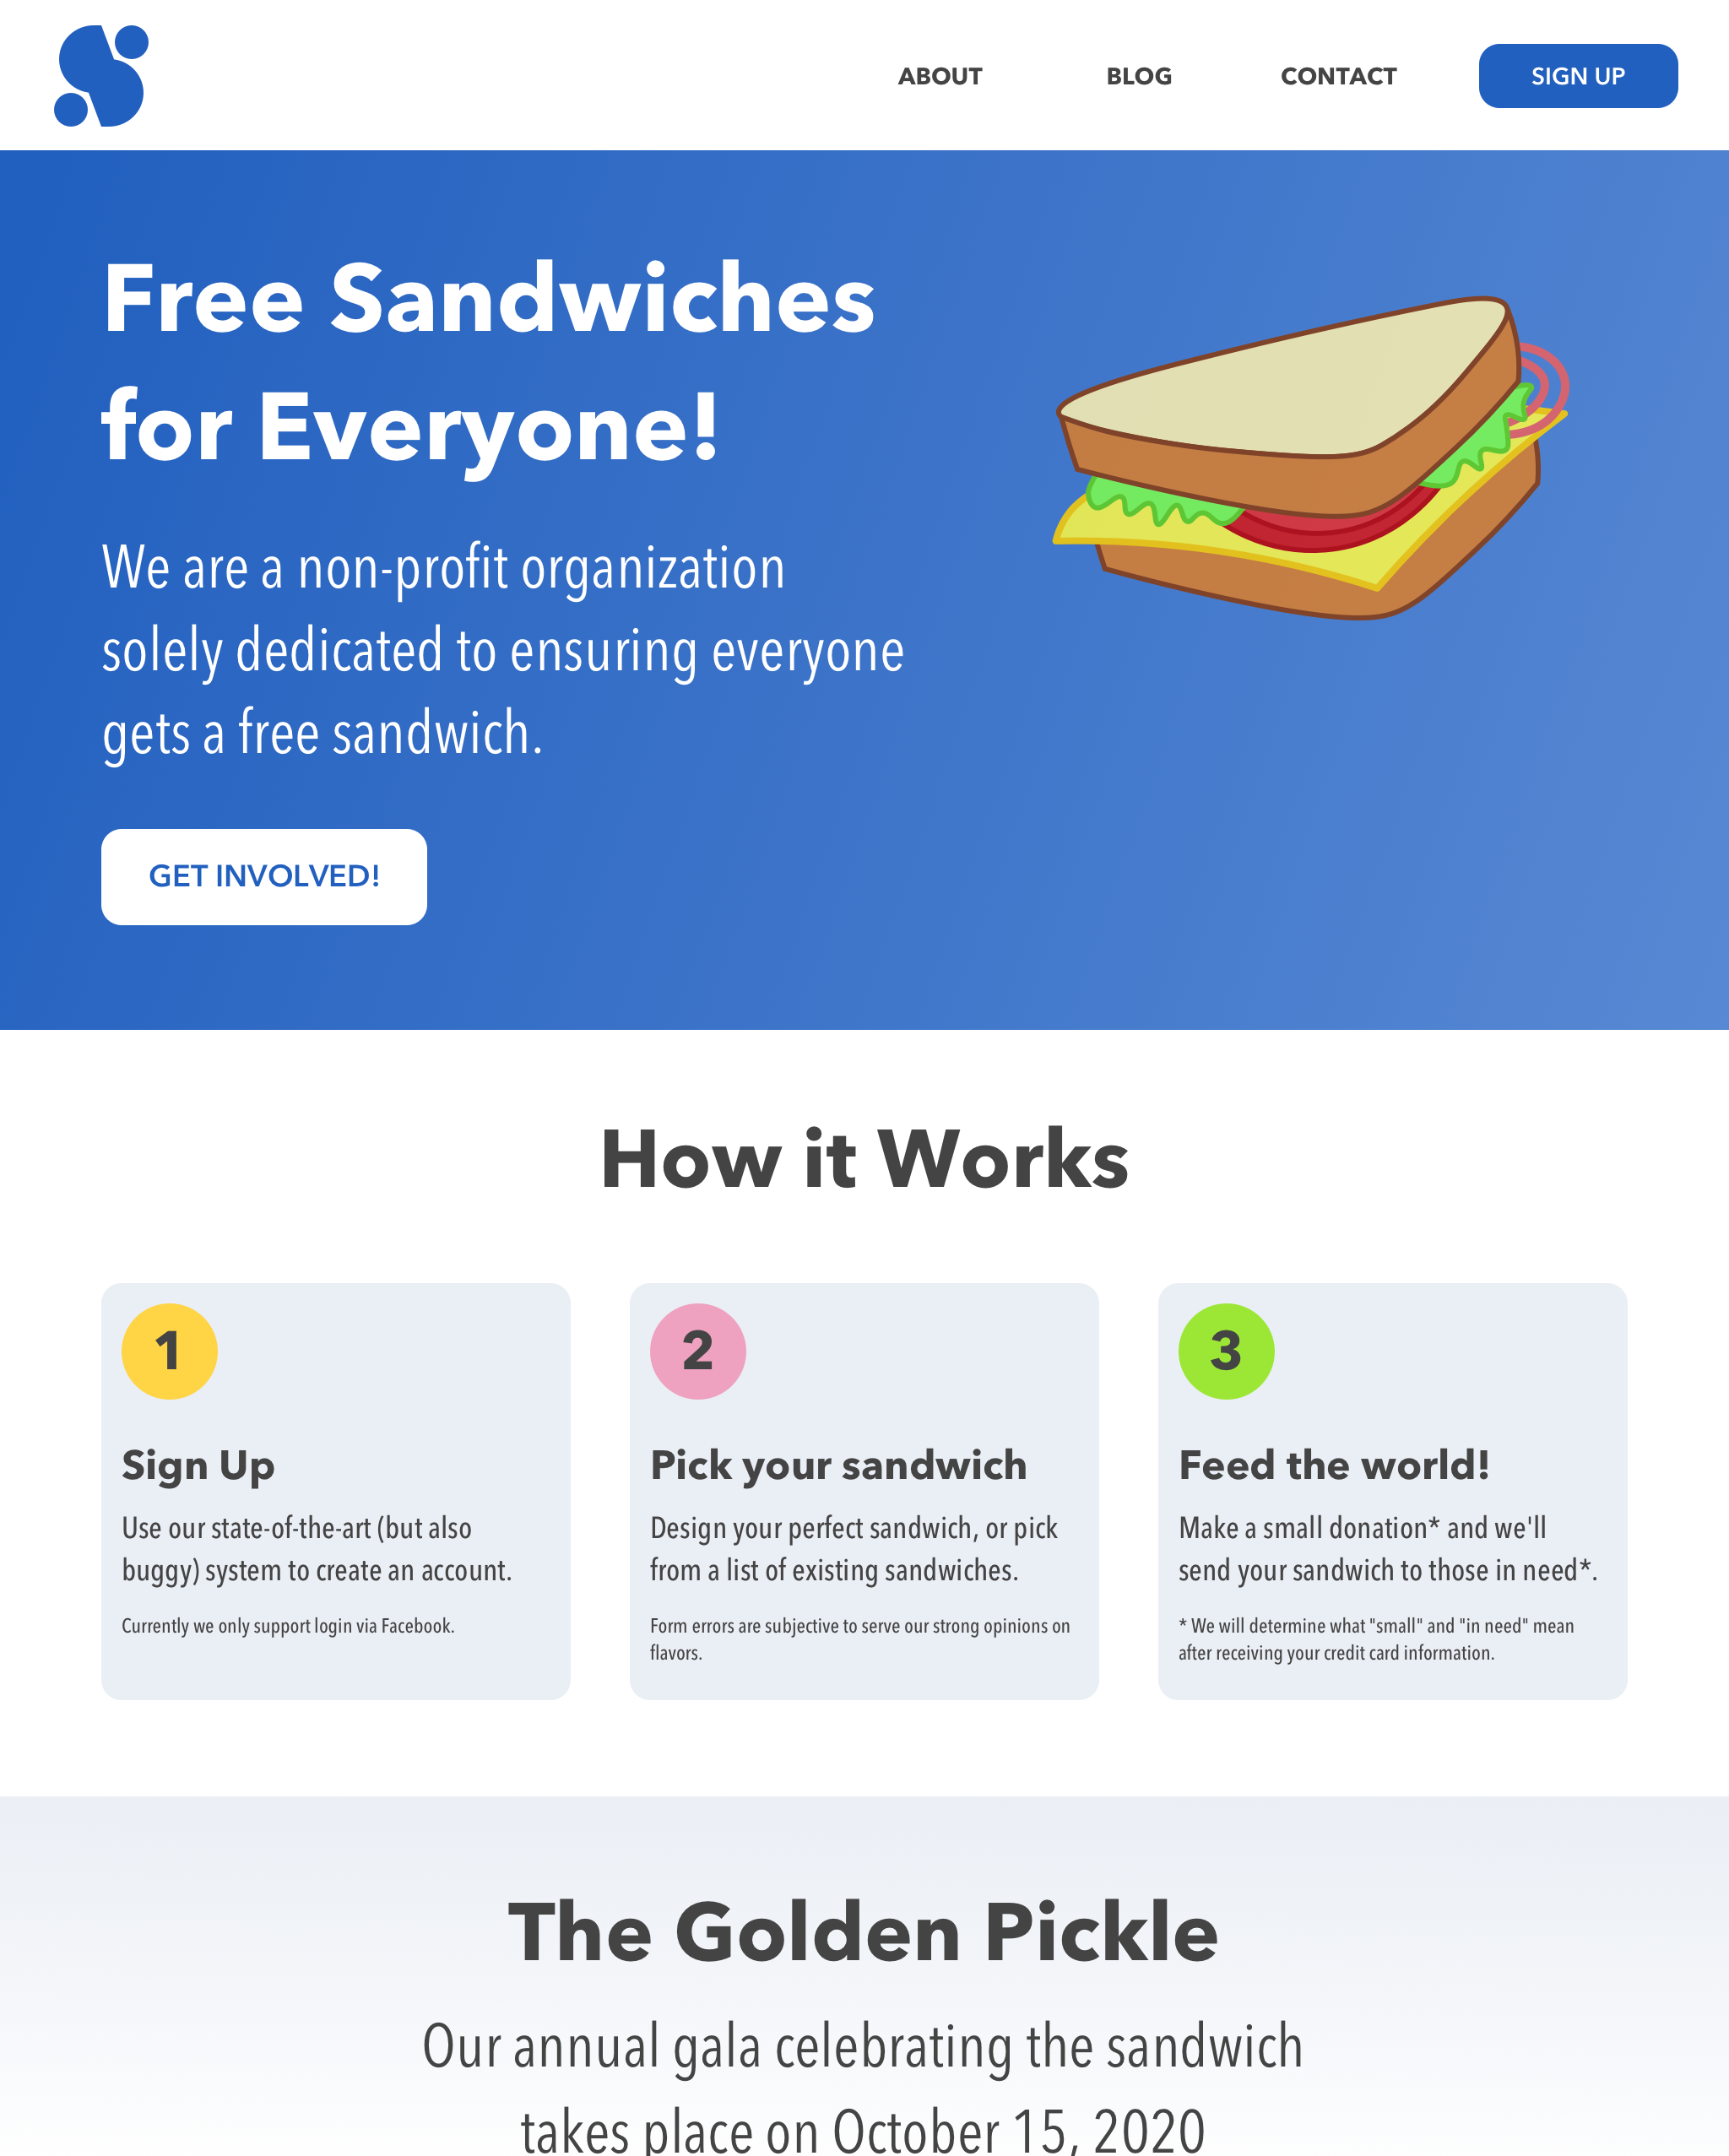 ABOUT BLOG CONTACT SIGN UP
Free Sandwiches
for Everyone!
We are a non-profit organization
solely dedicated to ensuring everyone
gets a free sandwich.
GET INVOLVED!
How it Works
1
Sign Up
Use our state-of-the-art (but also
buggy) system to create an account.
Currently we only support login via Facebook.
2
Pick your sandwich
Design your perfect sandwich, or pick
from a list of existing sandwiches.
Form errors are subjective to serve our strong opinions on
flavors.
3
Feed the world!
Make a small donation* and we'll
send your sandwich to those in need*.
* We will determine what "small" and "in need" mean
after receiving your credit card information.
The Golden Pickle
Our annual gala celebrating the sandwich
takes place on October 15, 2020